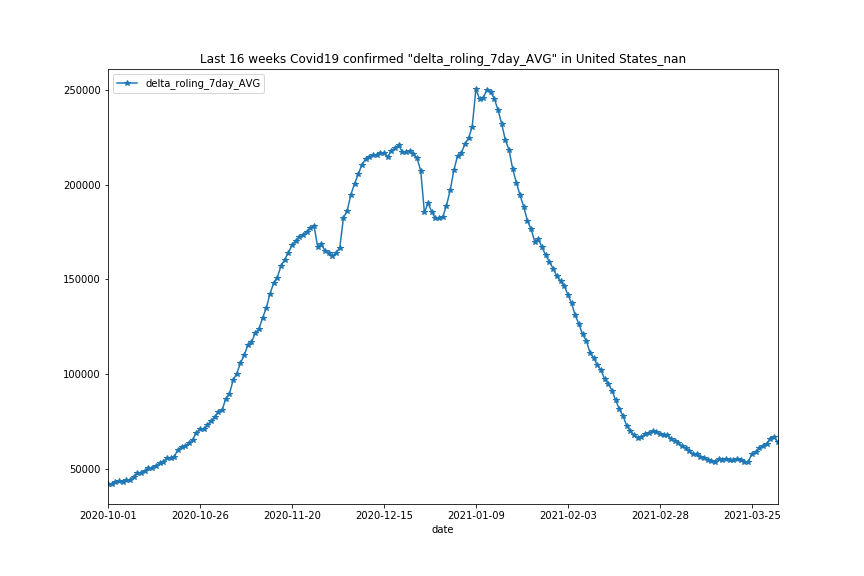 Last 16 weeks Covid19 confirmed "delta_roling_7day_AVG" in United States_nan
delta_roling_7day_AVG
250000
200000
150000
100000
50000
2020-10-01 2020-10-26 2020-11-20 2020-12-15 2021-01-09 2021-02-03 2021-02-28 2021-03-25
date